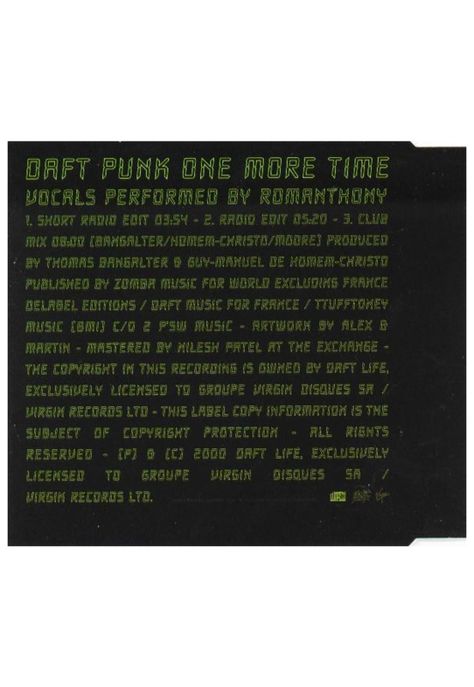 DAFT PUNK ONE MORE TIME
VOCALS PERFORMED BY ROMANTHONY
1. SHORT RADIO EDIT 03:54 - 2. RADIO EDIT 05:20 - 3. CLUB
MIX 08:00 [BANGALTER/HOMEM-CHRISTO/MOORE] PRODUCED
BY THOMAS BANGALTER & GUY-MANUEL DE HOMEM-CHRISTO
PUBLISHED BY ZOMBA MUSIC FOR WORLD EXCLUDING FRANCE
DELABEL EDITIONS / DAFT MUSIC FOR FRANCE / TTUFFTOHEY
MUSIC [BMI] C/O 2 P'SW MUSIC - ARTWORK BY ALEX &
MARTIN - MASTERED BY NILESH PATEL AT THE EXCHANGE -
THE COPYRIGHT IN THIS RECORDING IS OWNED BY DAFT LIFE,
EXCLUSIVELY LICENSED TO GROUPE VIRGIN DISQUES SA /
VIRGIN RECORDS LTD - THIS LABEL COPY INFORMATION IS THE
SUBJECT OF COPYRIGHT PROTECTION - ALL RIGHTS
RESERVED - [P] & [C] 2000 DAFT LIFE, EXCLUSIVELY
LICENSED TO GROUPE VIRGIN DISQUES SA /
VIRGIN RECORDS LTD.